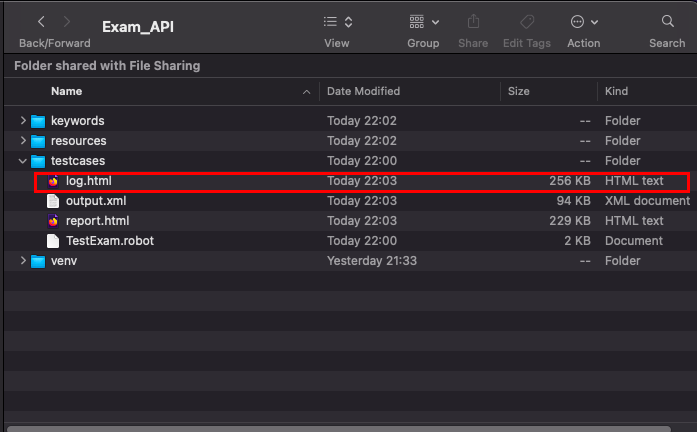 Exam_API
Back/Forward View Group Share Edit Tags Action Search
Folder shared with File Sharing
Name Date Modified Size Kind
keywords Today 22:02 -- Folder
resources Today 22:02 -- Folder
testcases Today 22:00 -- Folder
log.html Today 22:03 256 KB HTML text
output.xml Today 22:03 94 KB XML document
report.html Today 22:03 229 KB HTML text
TestExam.robot Today 22:00 2 KB Document
venv Yesterday 21:33 -- Folder